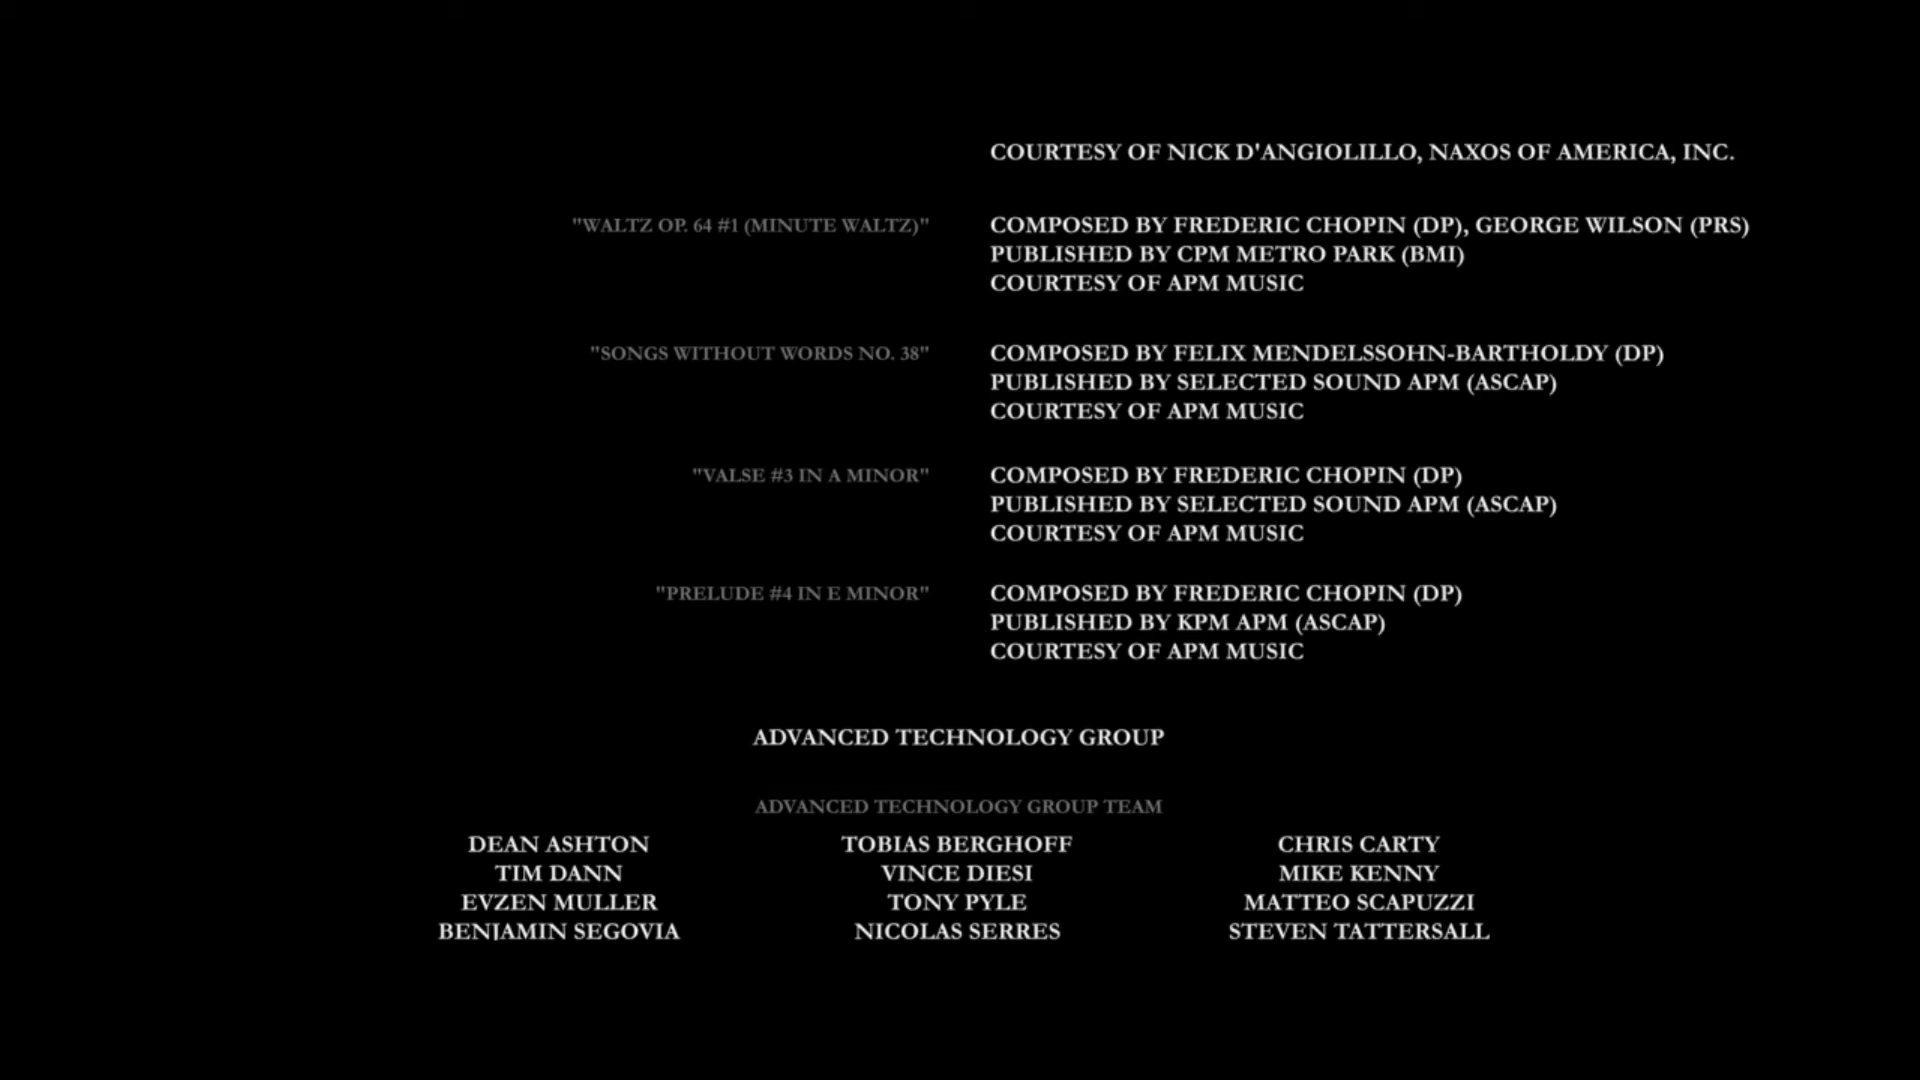 COURTESY OF NICK D'ANGIOLILLO, NAXOS OF AMERICA, INC.
"WALTZ OP. 64 #1 (MINUTE WALTZ)" COMPOSED BY FREDERIC CHOPIN (DP), GEORGE WILSON (PRS)
PUBLISHED BY CPM METRO PARK (BMI)
COURTESY OF APM MUSIC
"SONGS WITHOUT WORDS NO. 38" COMPOSED BY FELIX MENDELSSOHN-BARTHOLDY (DP)
PUBLISHED BY SELECTED SOUND APM (ASCAP)
COURTESY OF APM MUSIC
"VALSE #3 IN A MINOR" COMPOSED BY FREDERIC CHOPIN (DP)
PUBLISHED BY SELECTED SOUND APM (ASCAP)
COURTESY OF APM MUSIC
"PRELUDE #4 IN E MINOR" COMPOSED BY FREDERIC CHOPIN (DP)
PUBLISHED BY KPM APM (ASCAP)
COURTESY OF APM MUSIC
ADVANCED TECHNOLOGY GROUP
ADVANCED TECHNOLOGY GROUP TEAM
DEAN ASHTON TOBIAS BERGHOFF CHRIS CARTY
TIM DANN VINCE DIESI MIKE KENNY
EVZEN MULLER TONY PYLE MATTEO SCAPUZZI
BENJAMIN SEGOVIA NICOLAS SERRES STEVEN TATTERSALL